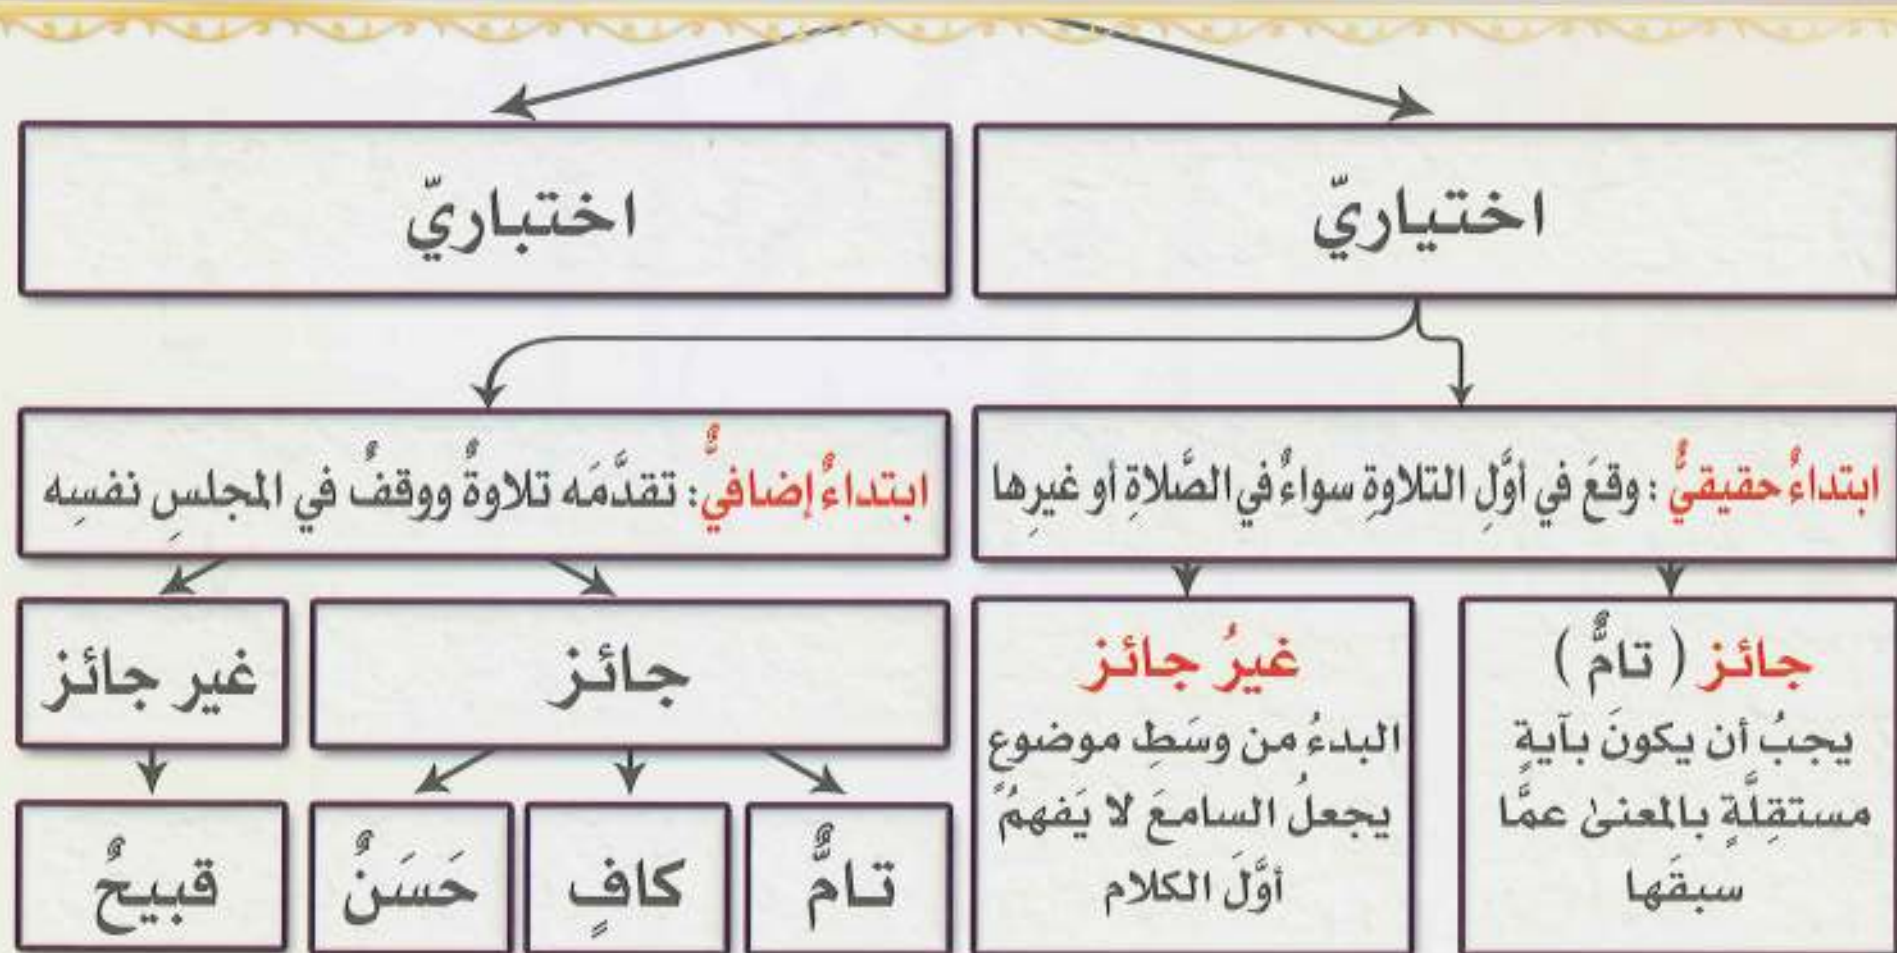 اختياريّ
اختباريّ
ابتداءٌ حقيقيٌّ : وقعَ في أوَّلِ التلاوةِ سواءٌ في الصَّلاةِ أو غيرِها
ابتداءٌ إضافيٌّ: تقدَّمَه تلاوةٌ ووقفٌ في المجلسِ نفسِه
جائز ( تامٌّ )
يجبُ أن يكونَ بآيةٍ
مستقِلَّةٍ بالمعنىٰ عمَّا
سبقَها
غيرُ جائز
البدءُ من وسَطِ موضوعٍ
يجعلُ السامعَ لا يَفهمُ
أوَّلَ الكلام
جائز
غير جائز
تامٌّ
كافٍ
حَسَنٌ
قبيحٌ